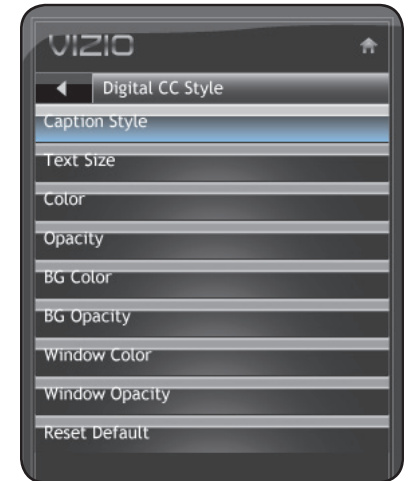 VIZIO
Digital CC Style
Caption Style
Text Size
Color
Opacity
BG Color
BG Opacity
Window Color
Window Opacity
Reset Default